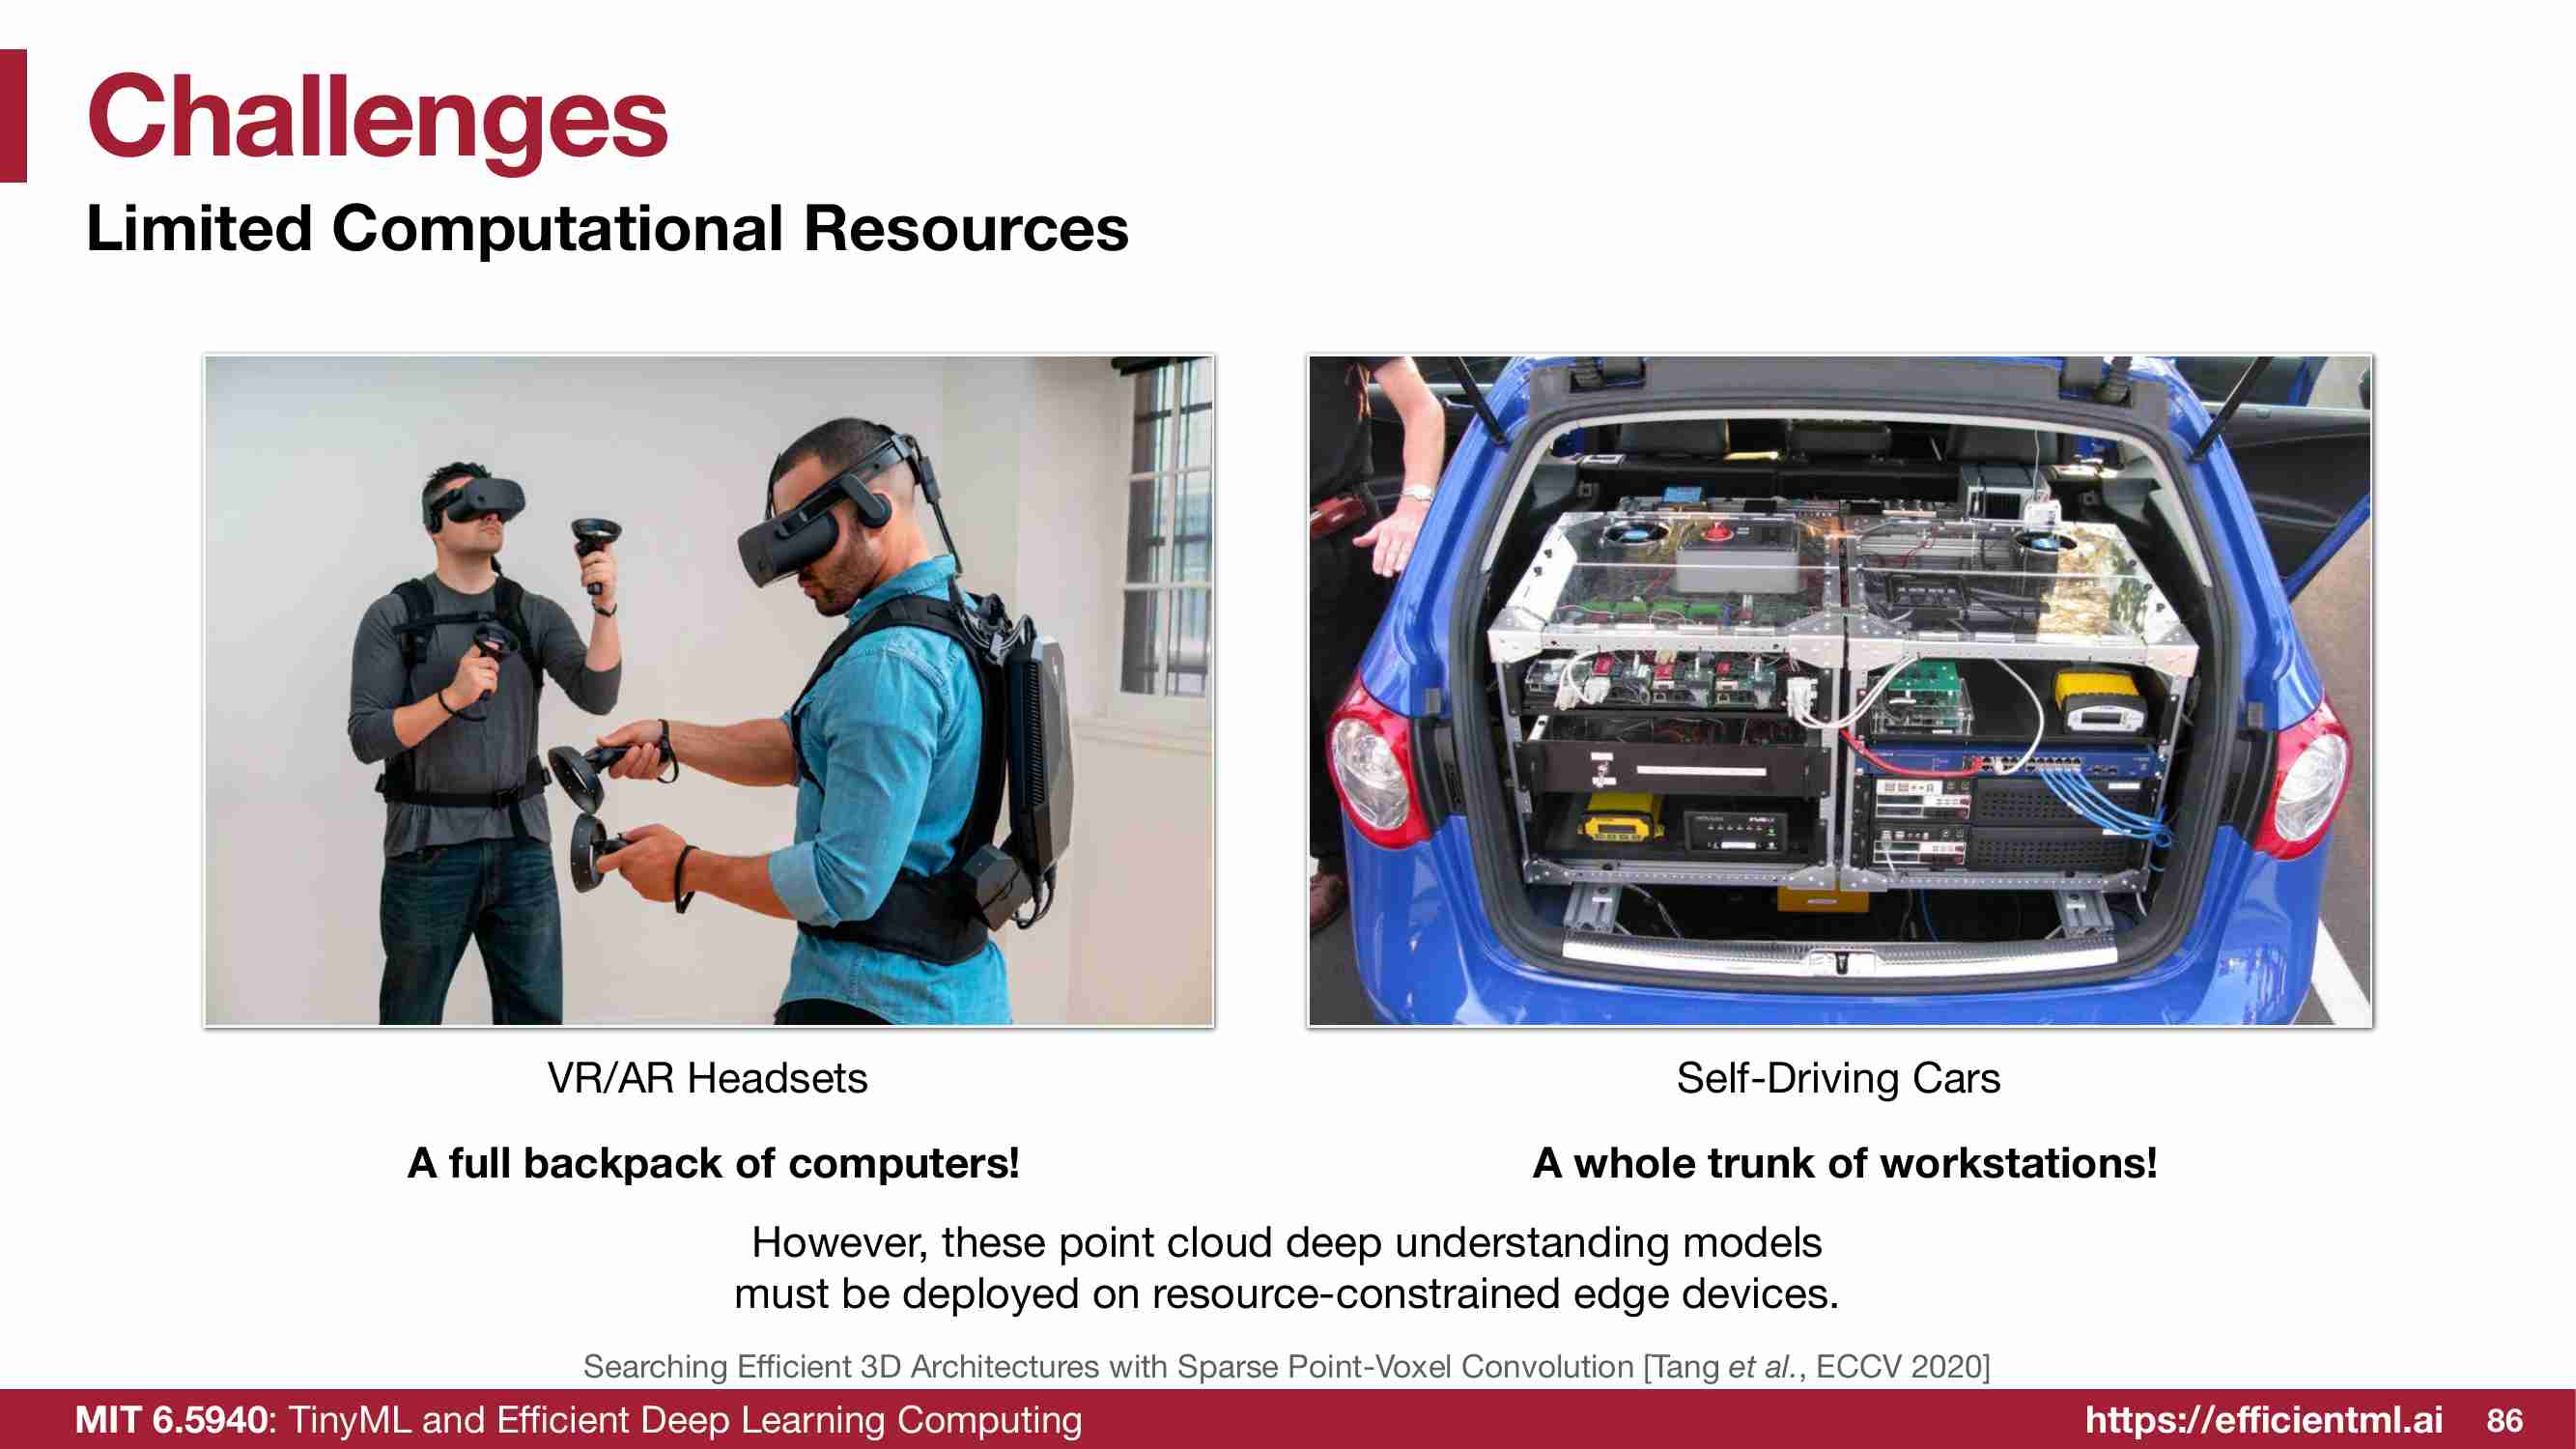 Challenges
Limited Computational Resources
VR/AR Headsets
Self-Driving Cars
A full backpack of computers!
A whole trunk of workstations!
However, these point cloud deep understanding models
must be deployed on resource-constrained edge devices.
Searching Efficient 3D Architectures with Sparse Point-Voxel Convolution [Tang et al., ECCV 2020]
MIT 6.5940: TinyML and Efficient Deep Learning Computing
https://efficientml.ai 86